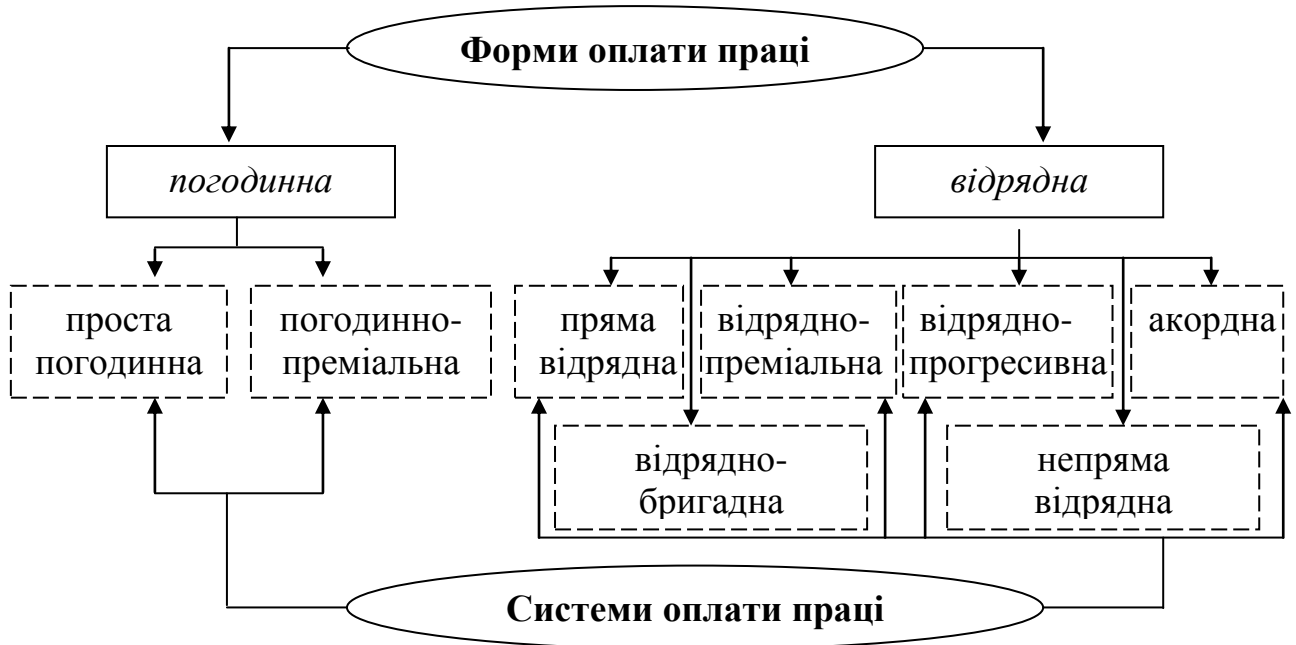 Форми оплати праці
погодинна
відрядна
проста
погодинна
погодинно-
преміальна
пряма
відрядна
відрядно-
преміальна
відрядно-
прогресивна
акордна
відрядно-
бригадна
непряма
відрядна
Системи оплати праці